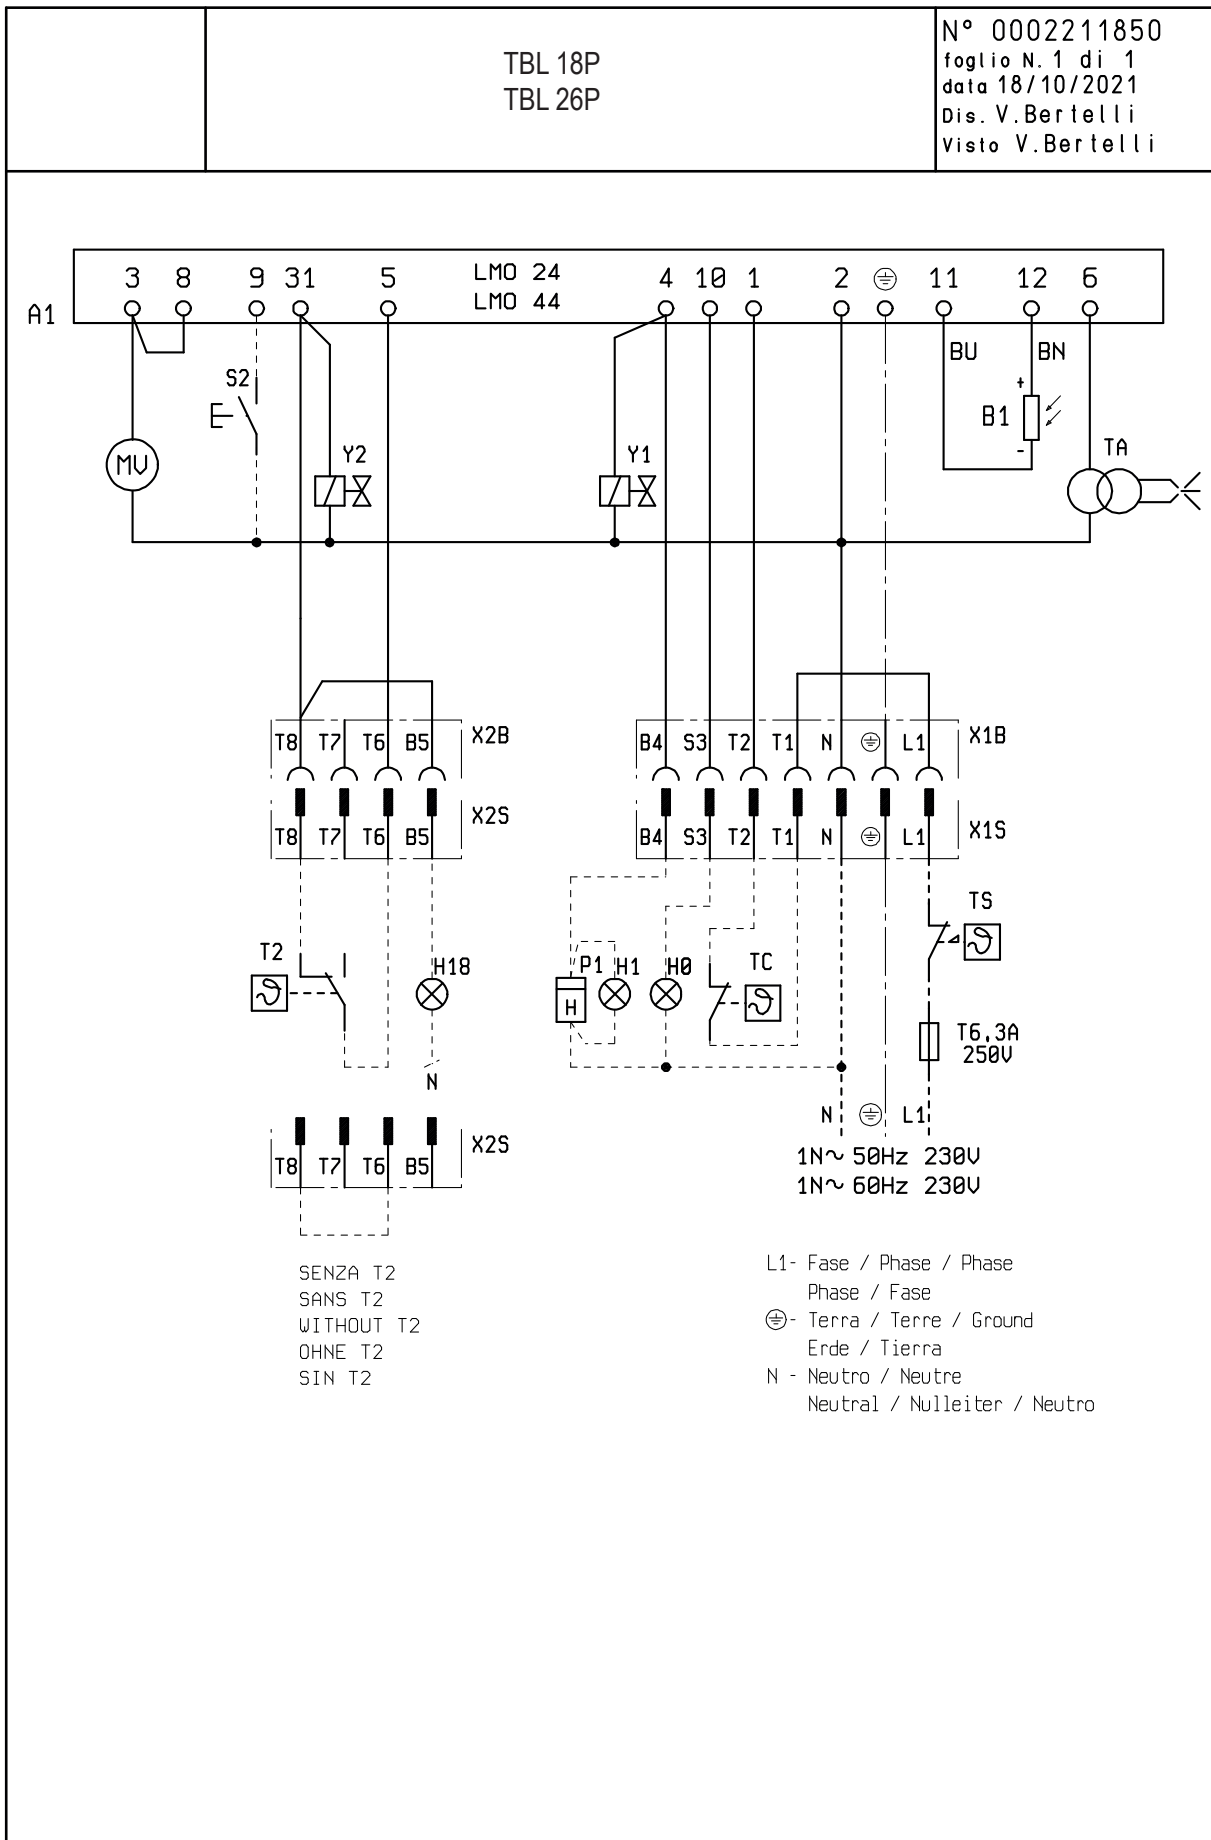 TBL 18P
TBL 26P
N° 0002211850
foglio N. 1 di 1
data 18/10/2021
Dis. V.Bertelli
Visto V.Bertelli
A1
3 8 9 31 5 LMO 24 4 10 1 2 11 12 6
LMO 44
BU BN
S2
+
B1
-
MV
Y2
Y1
TA
T8 T7 T6 B5 X2B
B4 S3 T2 T1 N L1 X1B
X2S
X1S
T8 T7 T6 B5
B4 S3 T2 T1 N L1
TS
T2
H18
P1 H1 H0 TC
H
T6,3A
250V
N
N L1
T8 T7 T6 B5 X2S
1N~ 50Hz 230V
1N~ 60Hz 230V
SENZA T2
SANS T2
WITHOUT T2
OHNE T2
SIN T2
L1- Fase / Phase / Phase
Phase / Fase
- Terra / Terre / Ground
Erde / Tierra
N - Neutro / Neutre
Neutral / Nulleiter / Neutro